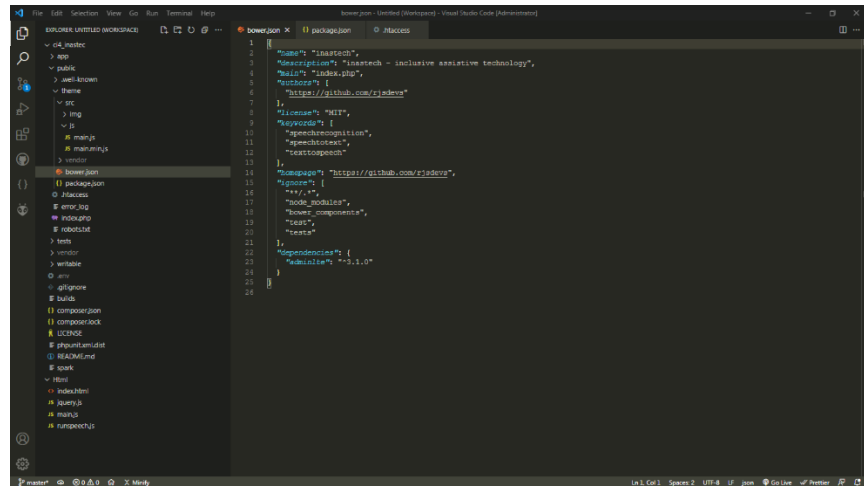 File Edit Selection View Go Run Terminal Help
bower.json - Untitled (Workspace) - Visual Studio Code [Administrator]
EXPLORER: UNTITLED (WORKSPACE)
ci4_inastec
app
public
.well-known
theme
src
img
js
JS main.js
JS main.min.js
vendor
bower.json
{} package.json
.htaccess
error_log
index.php
robots.txt
tests
vendor
writable
.env
.gitignore
builds
{} composer.json
{} composer.lock
LICENSE
phpunit.xml.dist
README.md
spark
Html
index.html
JS jquery.js
JS main.js
JS runspeech.js
bower.json × {} package.json .htaccess
1 {
2 "name": "inastech",
3 "description": "inastech - inclusive assistive technology",
4 "main": "index.php",
5 "authors": [
6 "https://github.com/rjsdevs"
7 ],
8 "license": "MIT",
9 "keywords": [
10 "speechrecognition",
11 "speechtotext",
12 "texttospeech"
13 ],
14 "homepage": "https://github.com/rjsdevs",
15 "ignore": [
16 "**/.*",
17 "node_modules",
18 "bower_components",
19 "test",
20 "tests"
21 ],
22 "dependencies": {
23 "adminlte": "^3.1.0"
24 }
25 }
26
master* 0 0 Minify
Ln 1, Col 1 Spaces: 2 UTF-8 LF json Go Live Prettier